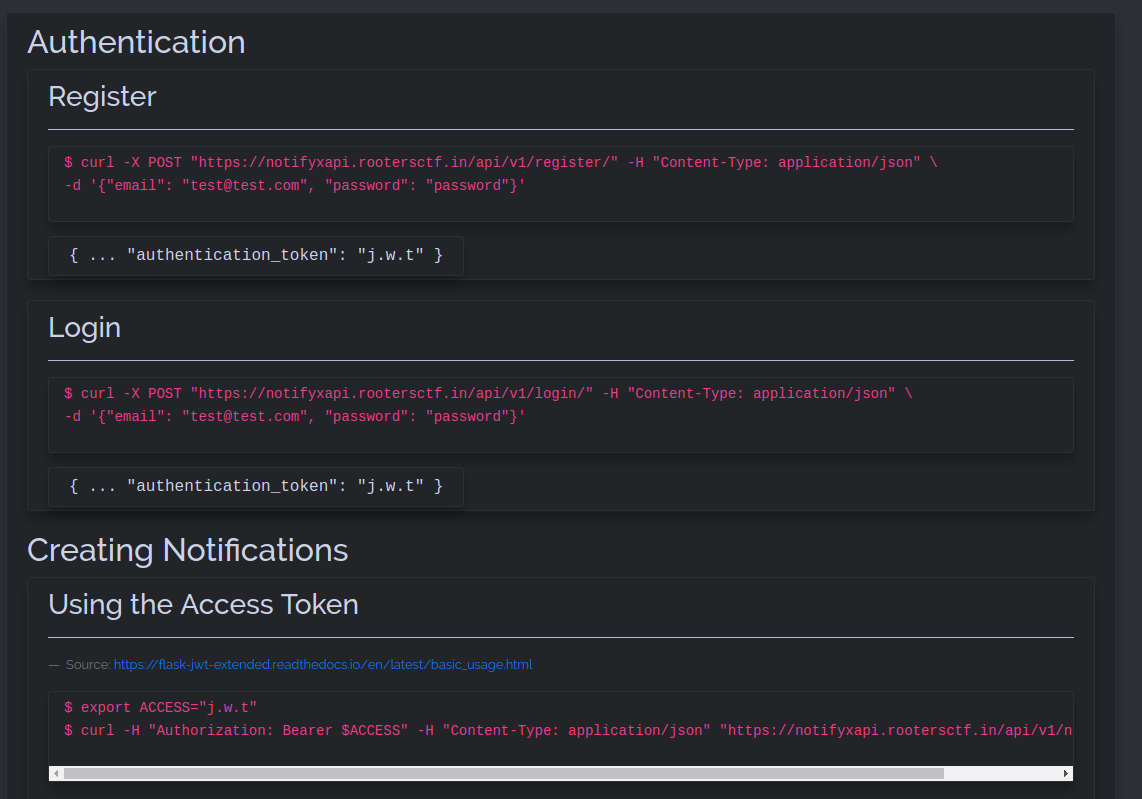 Authentication
Register
$ curl -X POST "https://notifyxapi.rootersctf.in/api/v1/register/" -H "Content-Type: application/json" \
-d '{"email": "test@test.com", "password": "password"}'
{ ... "authentication_token": "j.w.t" }
Login
$ curl -X POST "https://notifyxapi.rootersctf.in/api/v1/login/" -H "Content-Type: application/json" \
-d '{"email": "test@test.com", "password": "password"}'
{ ... "authentication_token": "j.w.t" }
Creating Notifications
Using the Access Token
— Source: https://flask-jwt-extended.readthedocs.io/en/latest/basic_usage.html
$ export ACCESS="j.w.t"
$ curl -H "Authorization: Bearer $ACCESS" -H "Content-Type: application/json" "https://notifyxapi.rootersctf.in/api/v1/n